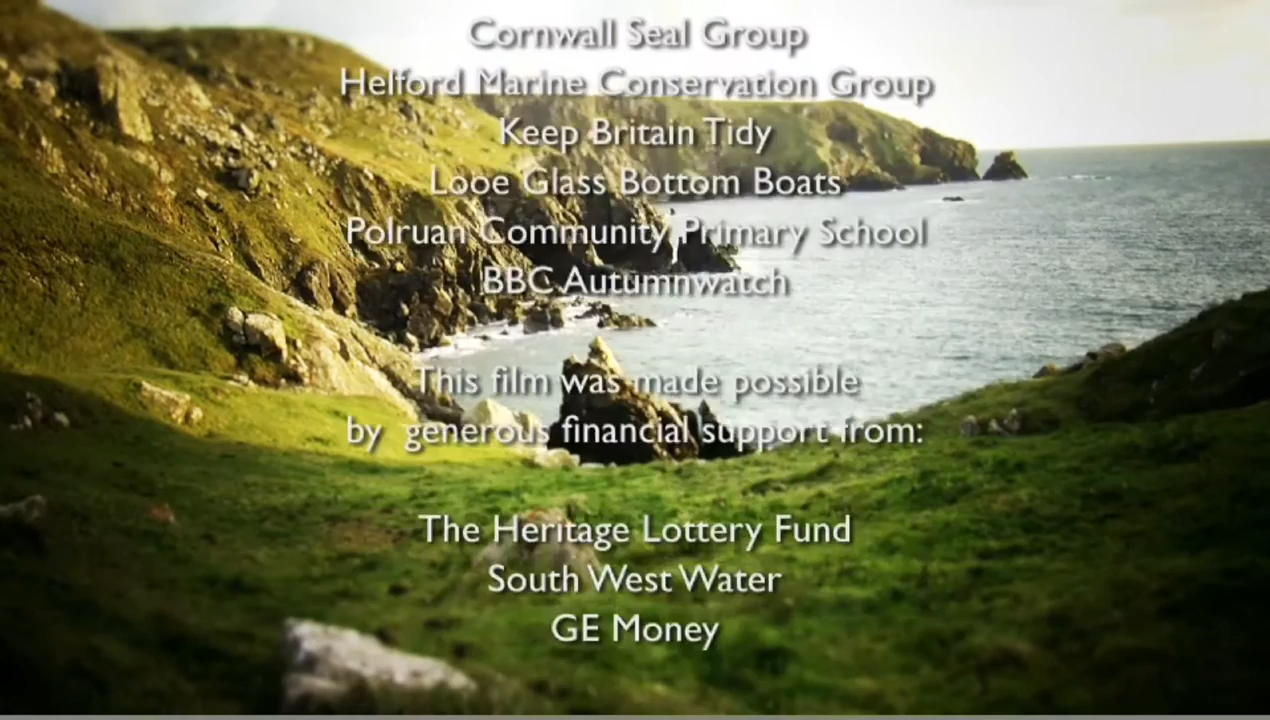 Cornwall Seal Group
Helford Marine Conservation Group
Keep Britain Tidy
Looe Glass Bottom Boats
Polruan Community Primary School
BBC Autumnwatch
This film was made possible
by generous financial support from:
The Heritage Lottery Fund
South West Water
GE Money